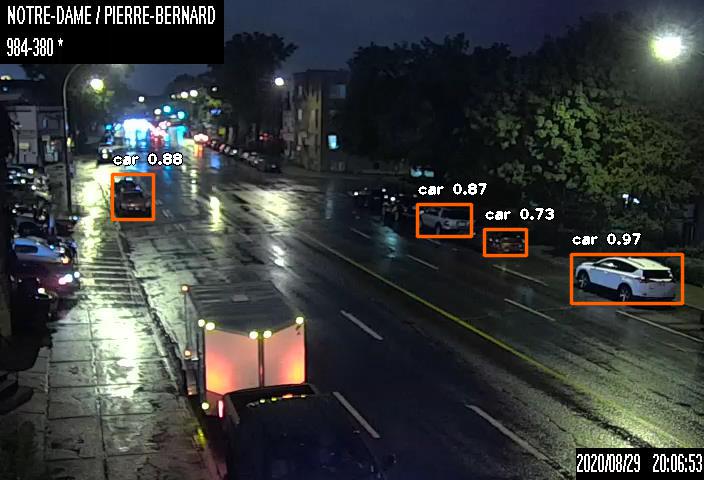 NOTRE-DAME / PIERRE-BERNARD
984-380 *
car 0.88
car 0.87
car 0.73
car 0.97
2020/08/29 20:06:53